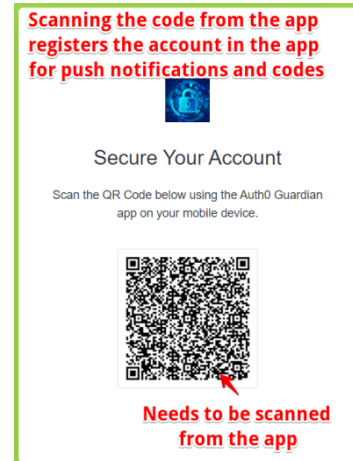 Scanning the code from the app
registers the account in the app
for push notifications and codes
Secure Your Account
Scan the QR Code below using the Auth0 Guardian
app on your mobile device.
Needs to be scanned
from the app